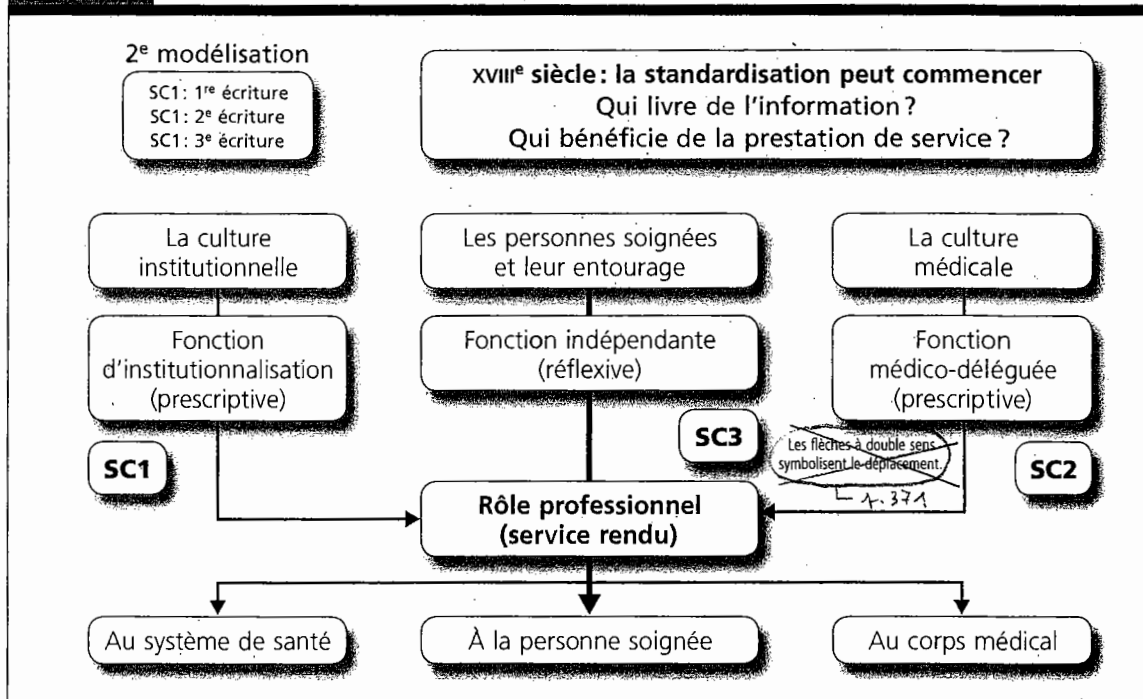 2e modélisation
SC1 : 1re écriture
SC1 : 2e écriture
SC1 : 3e écriture
XVIIIe siècle : la standardisation peut commencer
Qui livre de l'information ?
Qui bénéficie de la prestation de service ?
La culture
institutionnelle
Les personnes soignées
et leur entourage
La culture
médicale
Fonction
d'institutionnalisation
(prescriptive)
Fonction indépendante
(réflexive)
Fonction
médico-déléguée
(prescriptive)
SC1
SC3
Les flèches à double sens
symbolisent le déplacement.
p. 371
SC2
Rôle professionnel
(service rendu)
Au système de santé
À la personne soignée
Au corps médical